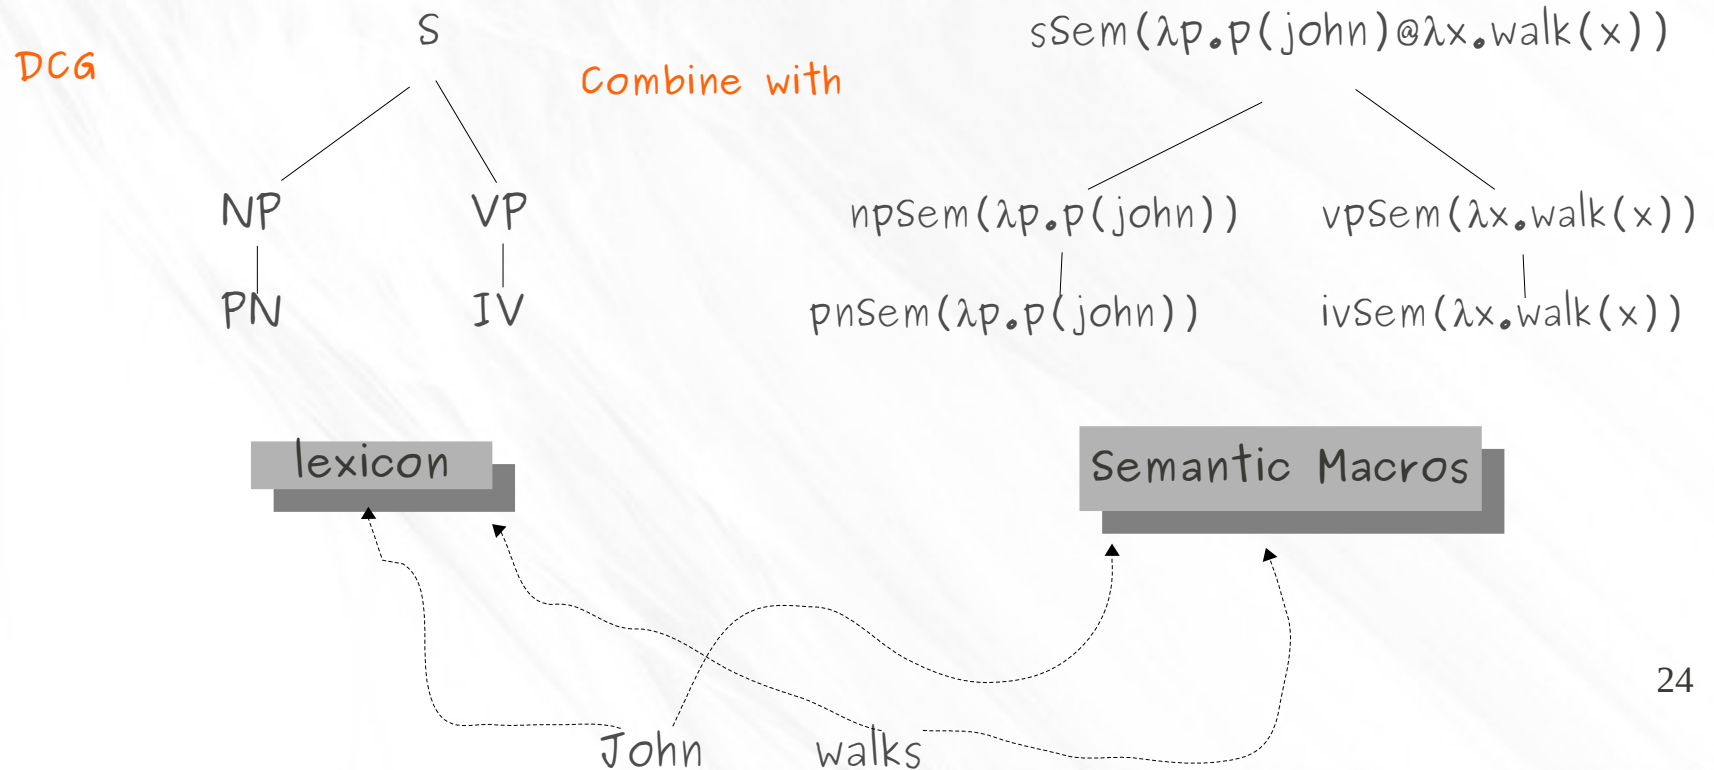 S
sSem(λp.p(john)@λx.walk(x))
DCG
Combine with
NP
VP
npSem(λp.p(john))
vpSem(λx.walk(x))
PN
IV
pnSem(λp.p(john))
ivSem(λx.walk(x))
lexicon
Semantic Macros
24
John
walks